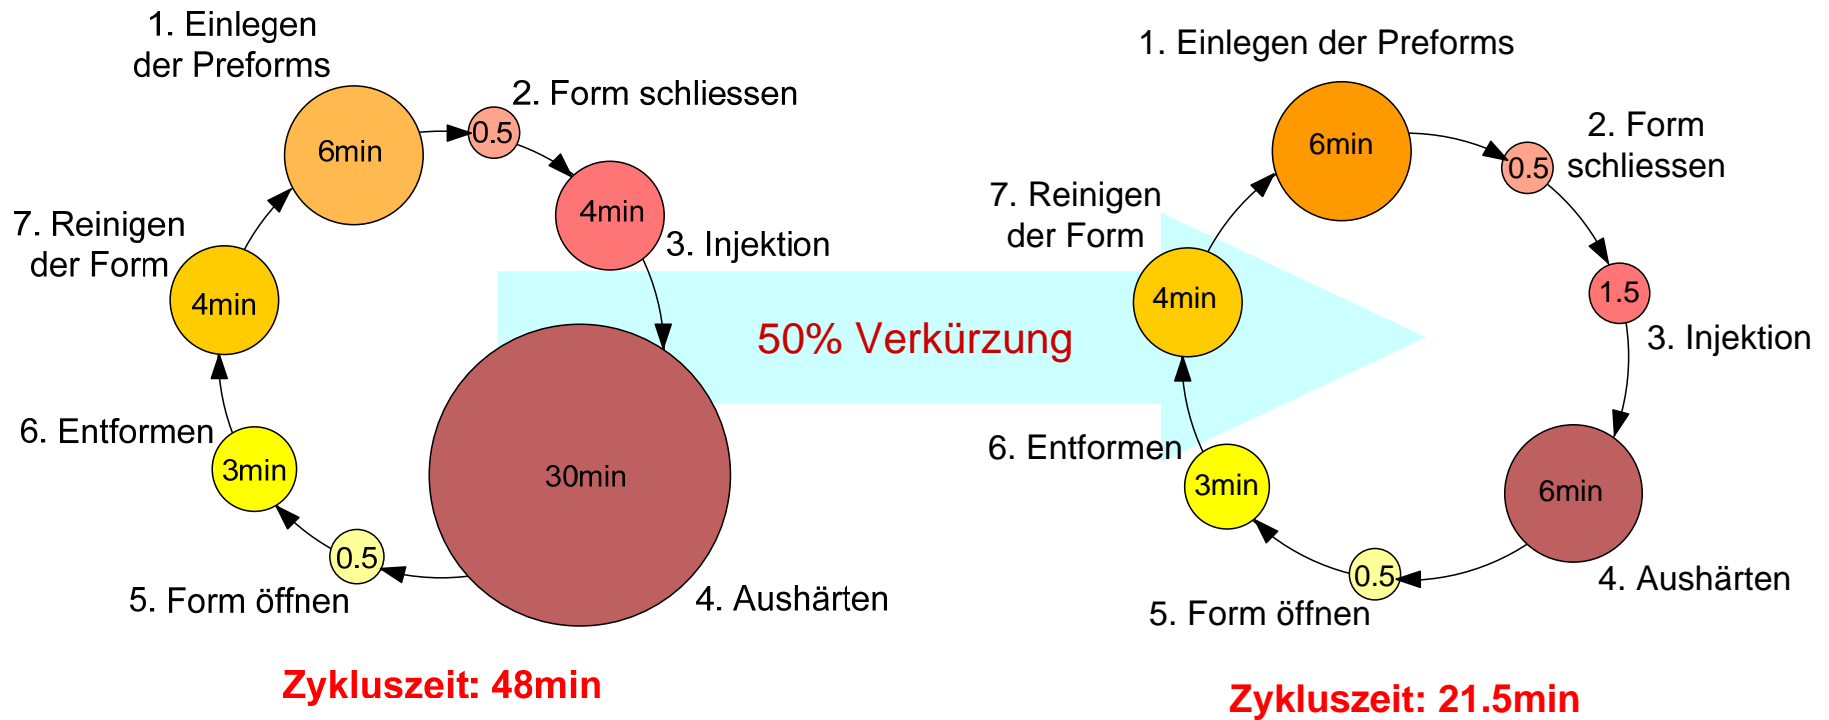 1. Einlegen
der Preforms
6min
2. Form schliessen
0.5
4min
3. Injektion
30min
4. Aushärten
0.5
5. Form öffnen
3min
6. Entformen
4min
7. Reinigen
der Form
Zykluszeit: 48min
50% Verkürzung
1. Einlegen der Preforms
6min
2. Form
schliessen
0.5
1.5
3. Injektion
6min
4. Aushärten
0.5
5. Form öffnen
3min
6. Entformen
4min
7. Reinigen
der Form
Zykluszeit: 21.5min